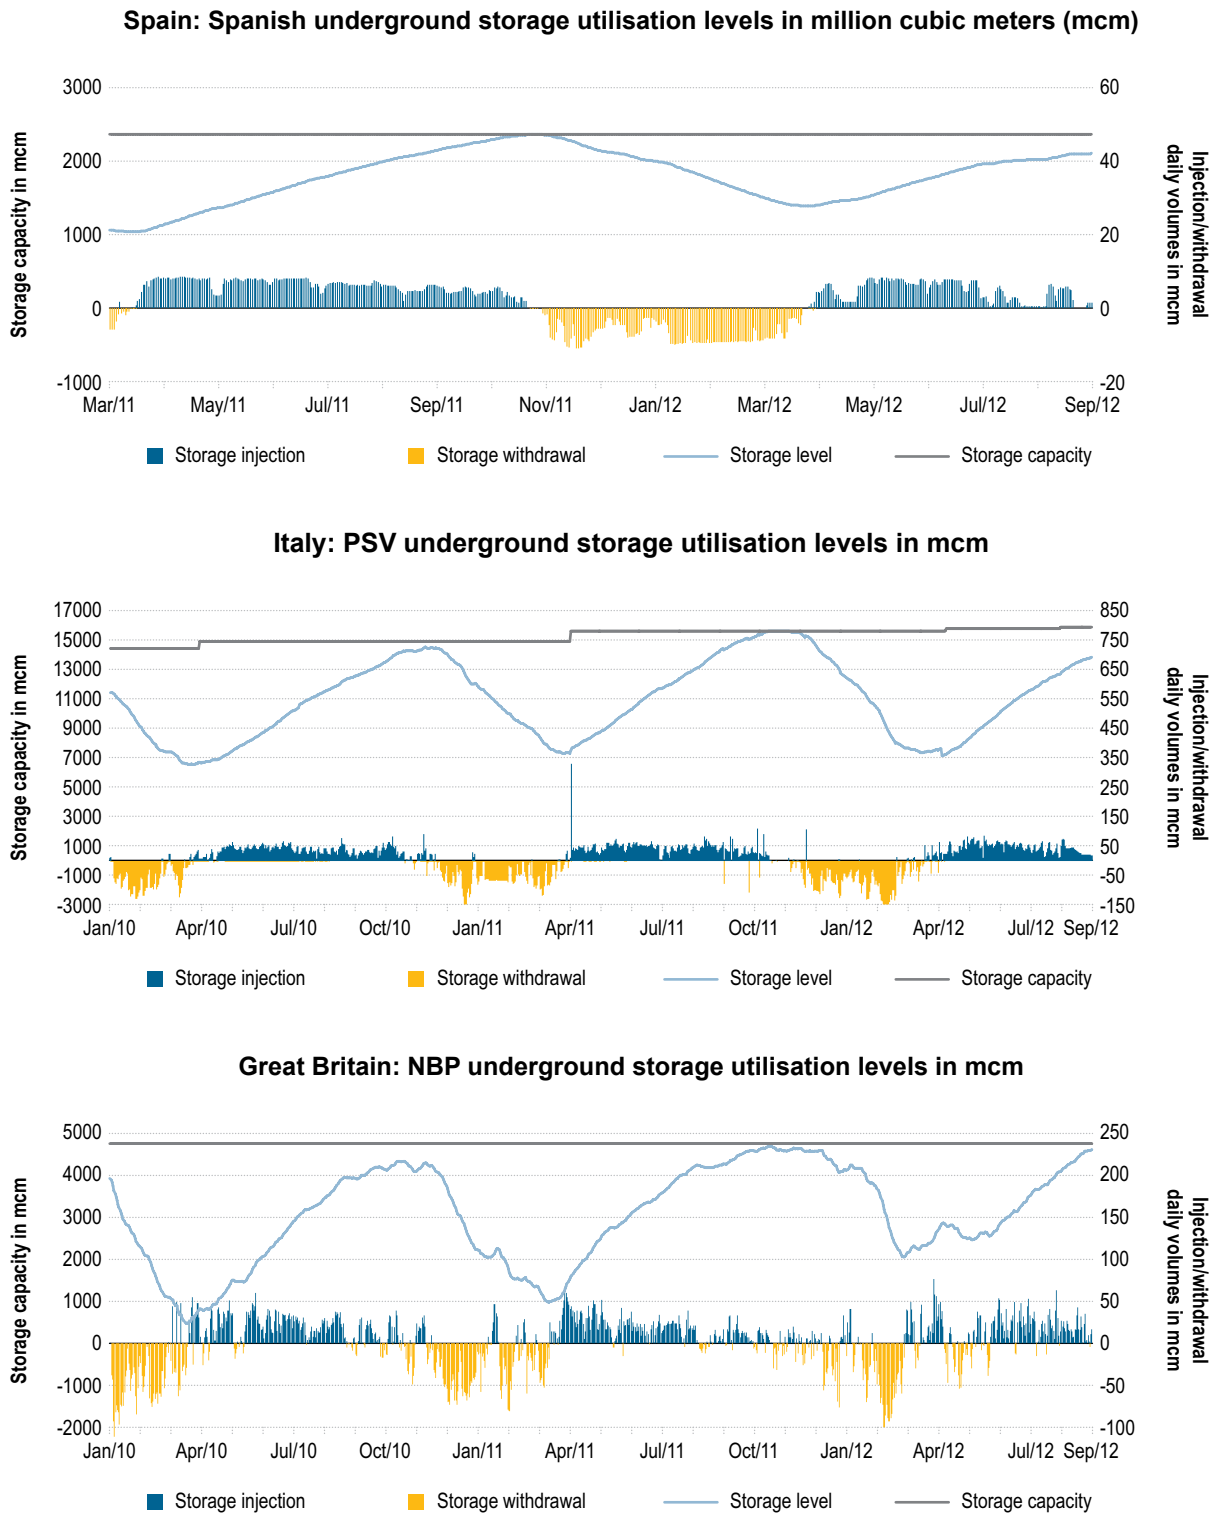 Spain: Spanish underground storage utilisation levels in million cubic meters (mcm)
Storage capacity in mcm
3000
2000
1000
0
-1000
60
40
20
0
-20
Injection/withdrawal
daily volumes in mcm
Mar/11 May/11 Jul/11 Sep/11 Nov/11 Jan/12 Mar/12 May/12 Jul/12 Sep/12
Storage injection Storage withdrawal Storage level Storage capacity
Italy: PSV underground storage utilisation levels in mcm
Storage capacity in mcm
17000
15000
13000
11000
9000
7000
5000
3000
1000
-1000
-3000
850
750
650
550
450
350
250
150
50
-50
-150
Injection/withdrawal
daily volumes in mcm
Jan/10 Apr/10 Jul/10 Oct/10 Jan/11 Apr/11 Jul/11 Oct/11 Jan/12 Apr/12 Jul/12 Sep/12
Storage injection Storage withdrawal Storage level Storage capacity
Great Britain: NBP underground storage utilisation levels in mcm
Storage capacity in mcm
5000
4000
3000
2000
1000
0
-1000
-2000
250
200
150
100
50
0
-50
-100
Injection/withdrawal
daily volumes in mcm
Jan/10 Apr/10 Jul/10 Oct/10 Jan/11 Apr/11 Jul/11 Oct/11 Jan/12 Apr/12 Jul/12 Sep/12
Storage injection Storage withdrawal Storage level Storage capacity